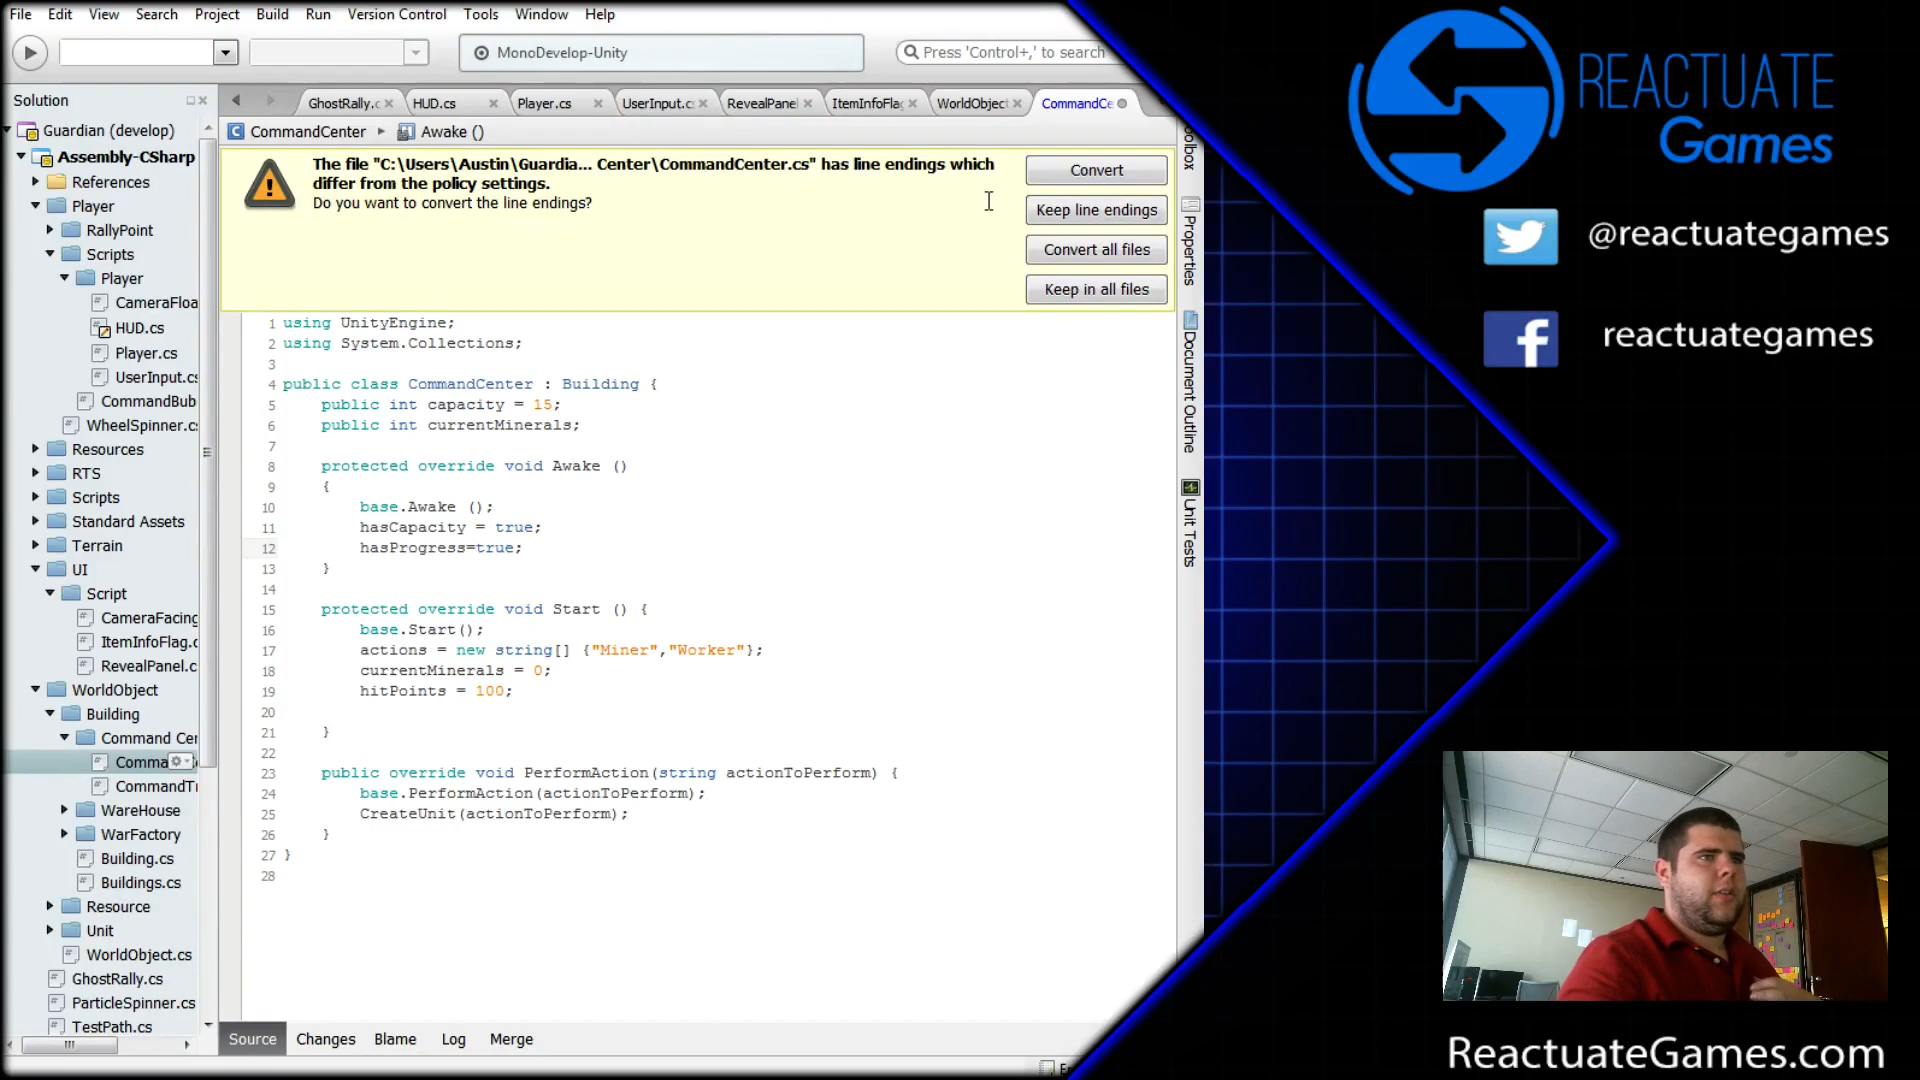 File Edit View Search Project Build Run Version Control Tools Window Help
MonoDevelop-Unity
Press 'Control+,' to search
Solution
GhostRally.c
HUD.cs
Player.cs
UserInput.c
RevealPanel
ItemInfoFla
WorldObject
CommandCe
CommandCenter
Awake ()
The file "C:\Users\Austin\Guardia... Center\CommandCenter.cs" has line endings which
differ from the policy settings.
Do you want to convert the line endings?
Convert
Keep line endings
Convert all files
Keep in all files
Guardian (develop)
Assembly-CSharp
References
Player
RallyPoint
Scripts
Player
CameraFloa
HUD.cs
Player.cs
UserInput.cs
CommandBub
WheelSpinner.cs
Resources
RTS
Scripts
Standard Assets
Terrain
UI
Script
CameraFacing
ItemInfoFlag.c
RevealPanel.c
WorldObject
Building
Command Cer
Comma
CommandTr
WareHouse
WarFactory
Building.cs
Buildings.cs
Resource
Unit
WorldObject.cs
GhostRally.cs
ParticleSpinner.cs
TestPath.cs
1 using UnityEngine;
2 using System.Collections;
3
4 public class CommandCenter : Building {
5 public int capacity = 15;
6 public int currentMinerals;
7
8 protected override void Awake ()
9 {
10 base.Awake ();
11 hasCapacity = true;
12 hasProgress=true;
13 }
14
15 protected override void Start () {
16 base.Start();
17 actions = new string[] {"Miner","Worker"};
18 currentMinerals = 0;
19 hitPoints = 100;
20
21 }
22
23 public override void PerformAction(string actionToPerform) {
24 base.PerformAction(actionToPerform);
25 CreateUnit(actionToPerform);
26 }
27 }
28
Source Changes Blame Log Merge
Toolbox
Properties
Document Outline
Unit Tests
REACTUATE
Games
@reactuategames
reactuategames
ReactuateGames.com